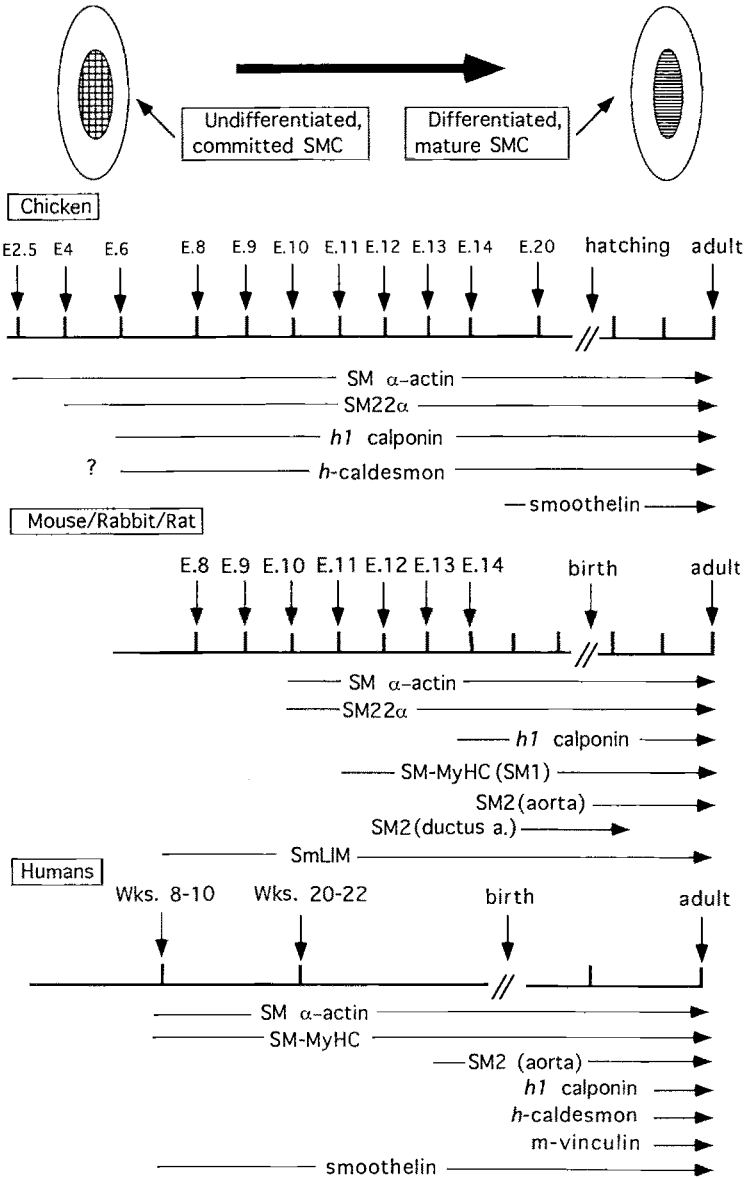 Undifferentiated,
committed SMC
Differentiated,
mature SMC
Chicken
E2.5 E4 E.6 E.8 E.9 E.10 E.11 E.12 E.13 E.14 E.20 hatching adult
SM α-actin
SM22α
h1 calponin
? h-caldesmon
smoothelin
Mouse/Rabbit/Rat
E.8 E.9 E.10 E.11 E.12 E.13 E.14 birth adult
SM α-actin
SM22α
h1 calponin
SM-MyHC (SM1)
SM2 (aorta)
SM2 (ductus a.)
SmLIM
Humans
Wks. 8-10 Wks. 20-22 birth adult
SM α-actin
SM-MyHC
SM2 (aorta)
h1 calponin
h-caldesmon
m-vinculin
smoothelin